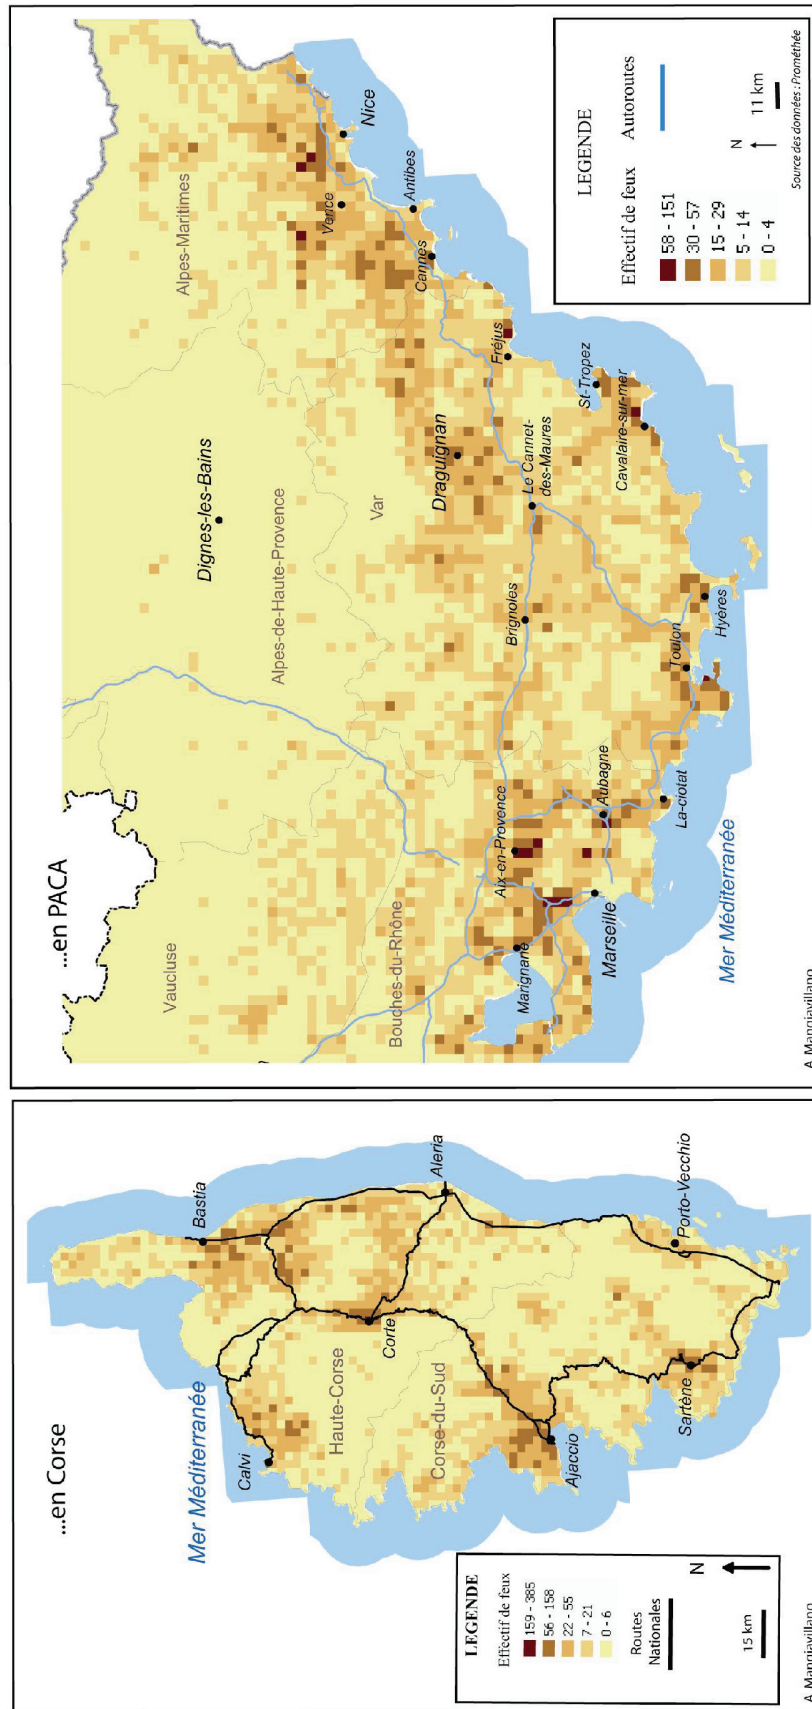 ...en Corse
Mer Méditerranée
Bastia
Calvi
Haute-Corse
Corte
Aleria
Corse-du-Sud
Ajaccio
Sartène
Porto-Vecchio
LEGENDE
Effectif de feux
159 - 385
56 - 158
22 - 55
7 - 21
0 - 6
Routes
Nationales
15 km
N
A. Mangiavillano
...en PACA
Vaucluse
Alpes-Maritimes
Dignes-les-Bains
Alpes-de-Haute-Provence
Var
Nice
Vence
Antibes
Cannes
Draguignan
Fréjus
Bouches-du-Rhône
Aix-en-Provence
Brignoles
Le Cannet-
des-Maures
St-Tropez
Cavalaire-sur-mer
Marignane
Marseille
Aubagne
La-ciotat
Toulon
Hyères
Mer Méditerranée
LEGENDE
Effectif de feux
58 - 151
30 - 57
15 - 29
5 - 14
0 - 4
Autoroutes
N
11 km
Source des données : Prométhée
A. Mangiavillano